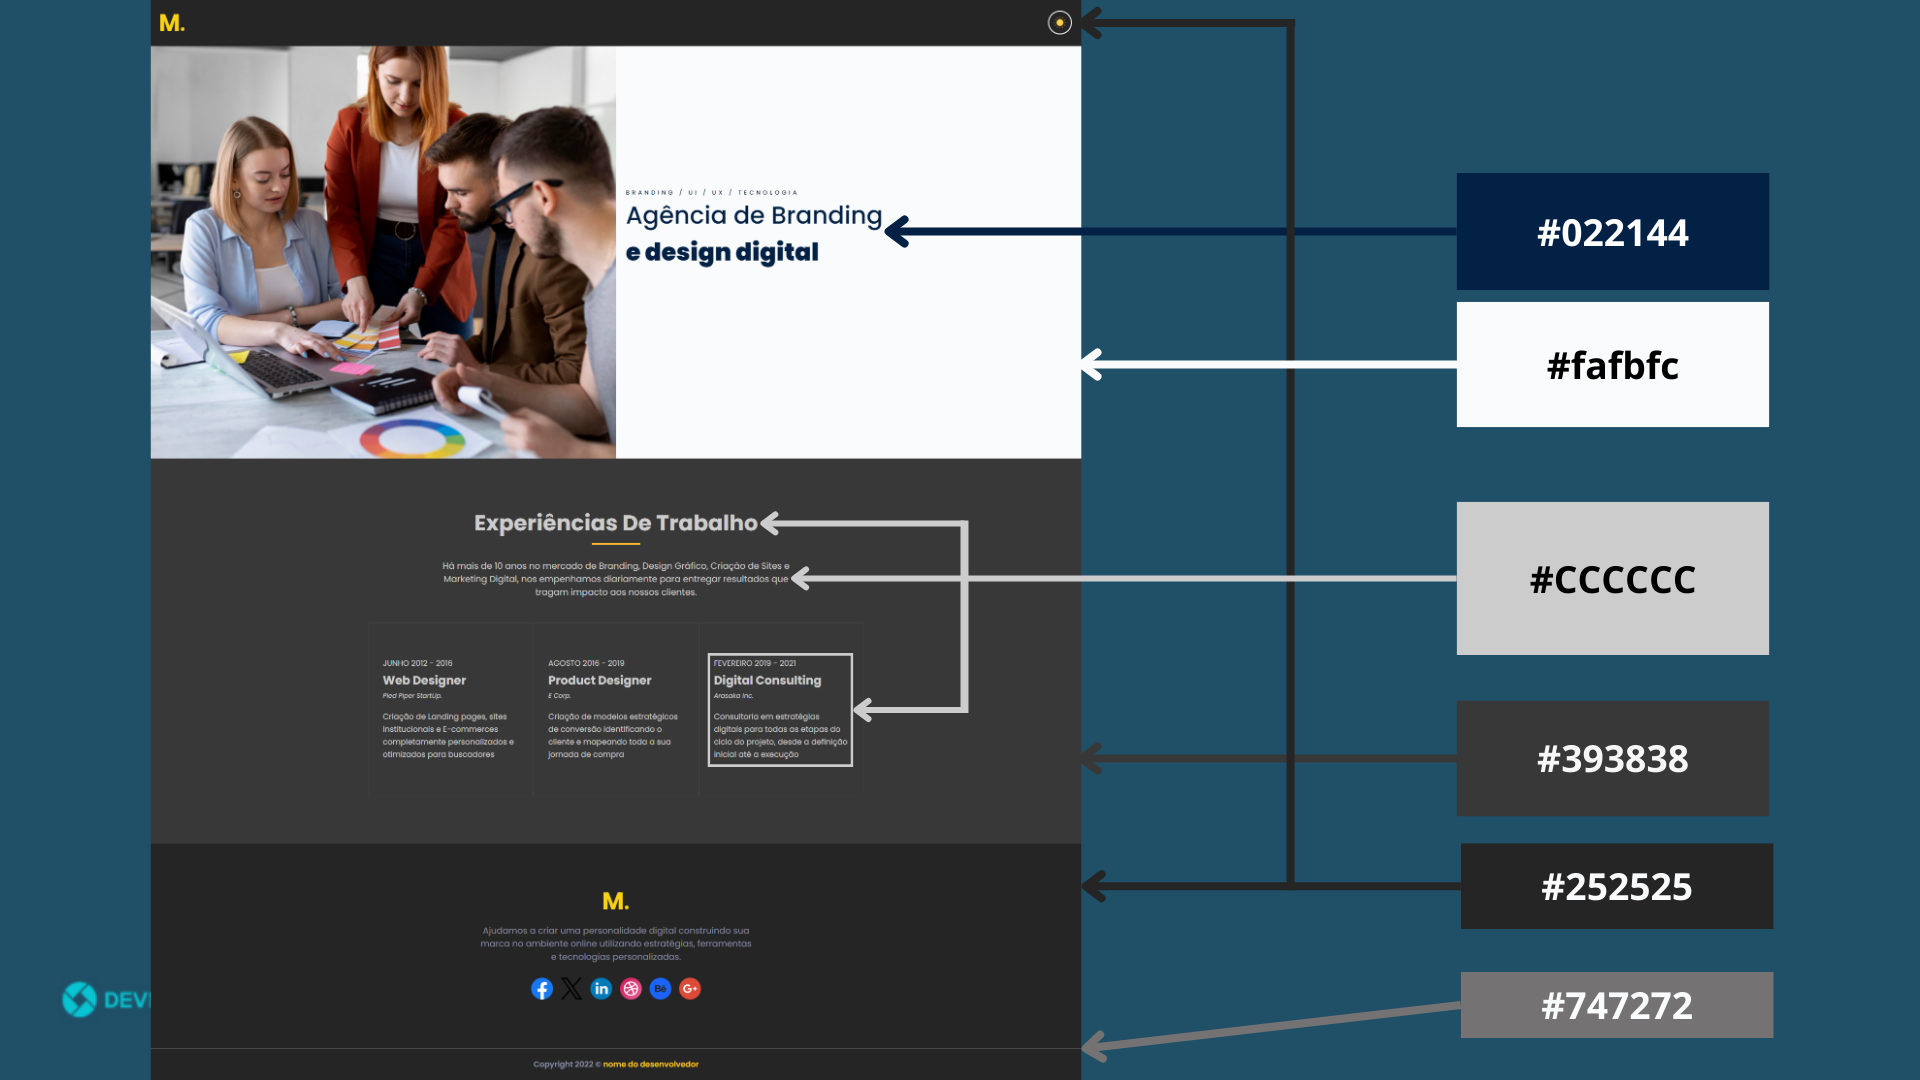 M.
BRANDING / UI / UX / TECNOLOGIA
Agência de Branding
e design digital
#022144
#fafbfc
Experiências De Trabalho
Há mais de 10 anos no mercado de Branding, Design Gráfico, Criação de Sites e
Marketing Digital, nos empenhamos diariamente para entregar resultados que
tragam impacto aos nossos clientes.
#CCCCCC
JUNHO 2012 - 2016
Web Designer
Pied Piper StartUp.
Criação de Landing pages, sites
institucionais e E-commerces
completamente personalizados e
otimizados para buscadores
AGOSTO 2016 - 2019
Product Designer
E Corp.
Criação de modelos estratégicos
de conversão identificando o
cliente e mapeando toda a sua
jornada de compra
FEVEREIRO 2019 - 2021
Digital Consulting
Arasaka Inc.
Consultoria em estratégias
digitais para todas as etapas do
ciclo do projeto, desde a definição
inicial até a execução
#393838
#252525
M.
Ajudamos a criar uma personalidade digital construindo sua
marca no ambiente online utilizando estratégias, ferramentas
e tecnologias personalizadas.
in
Bē
G+
DEV
#747272
Copyright 2022 © nome do desenvolvedor